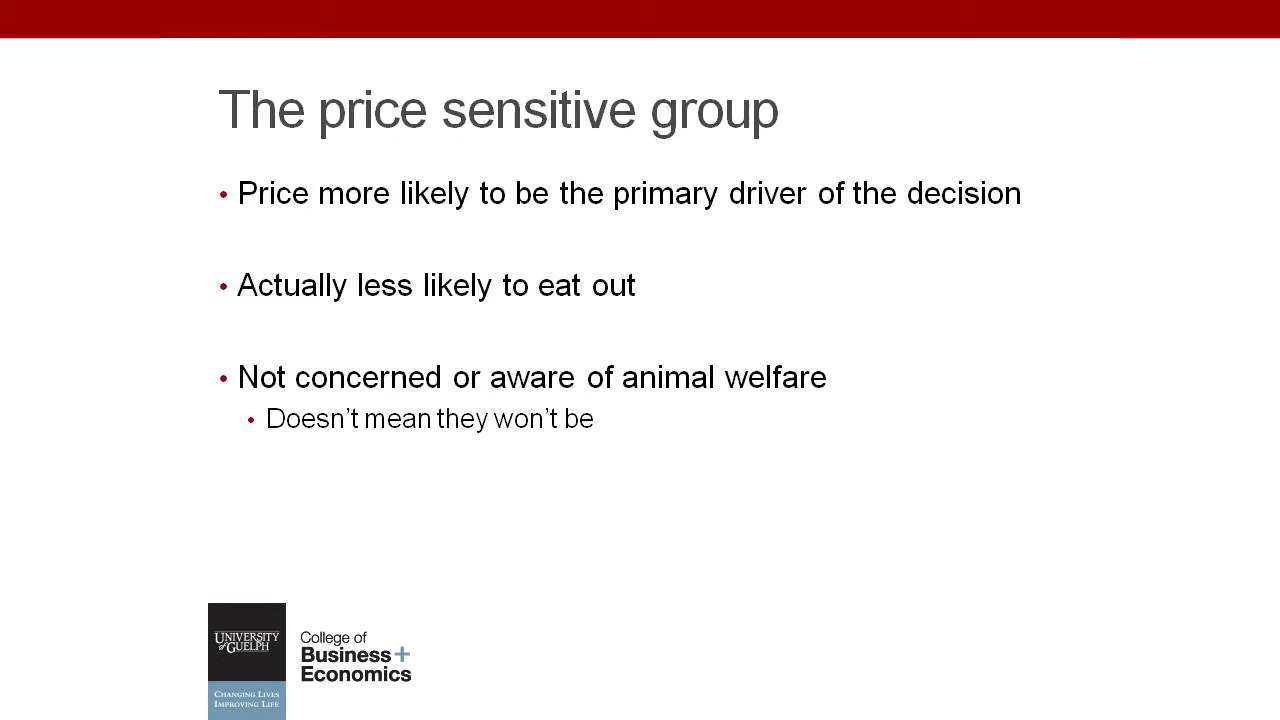 The price sensitive group
• Price more likely to be the primary driver of the decision
• Actually less likely to eat out
• Not concerned or aware of animal welfare
• Doesn’t mean they won’t be
UNIVERSITY
of GUELPH
CHANGING LIVES
IMPROVING LIFE
College of
Business+
Economics